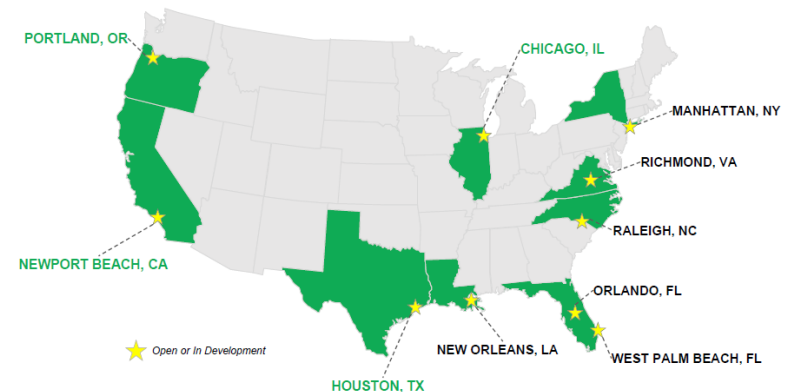 PORTLAND, OR
CHICAGO, IL
MANHATTAN, NY
RICHMOND, VA
RALEIGH, NC
NEWPORT BEACH, CA
ORLANDO, FL
Open or In Development
NEW ORLEANS, LA
WEST PALM BEACH, FL
HOUSTON, TX